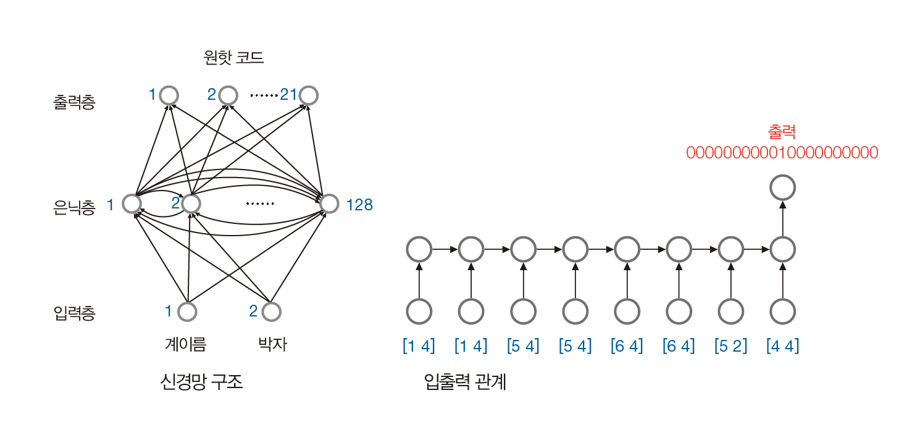 원핫 코드
출력층 1 2 ······ 21
은닉층 1 2 ······ 128
입력층 1 2
계이름 박자
신경망 구조
출력
000000000010000000000
[1 4] [1 4] [5 4] [5 4] [6 4] [6 4] [5 2] [4 4]
입출력 관계